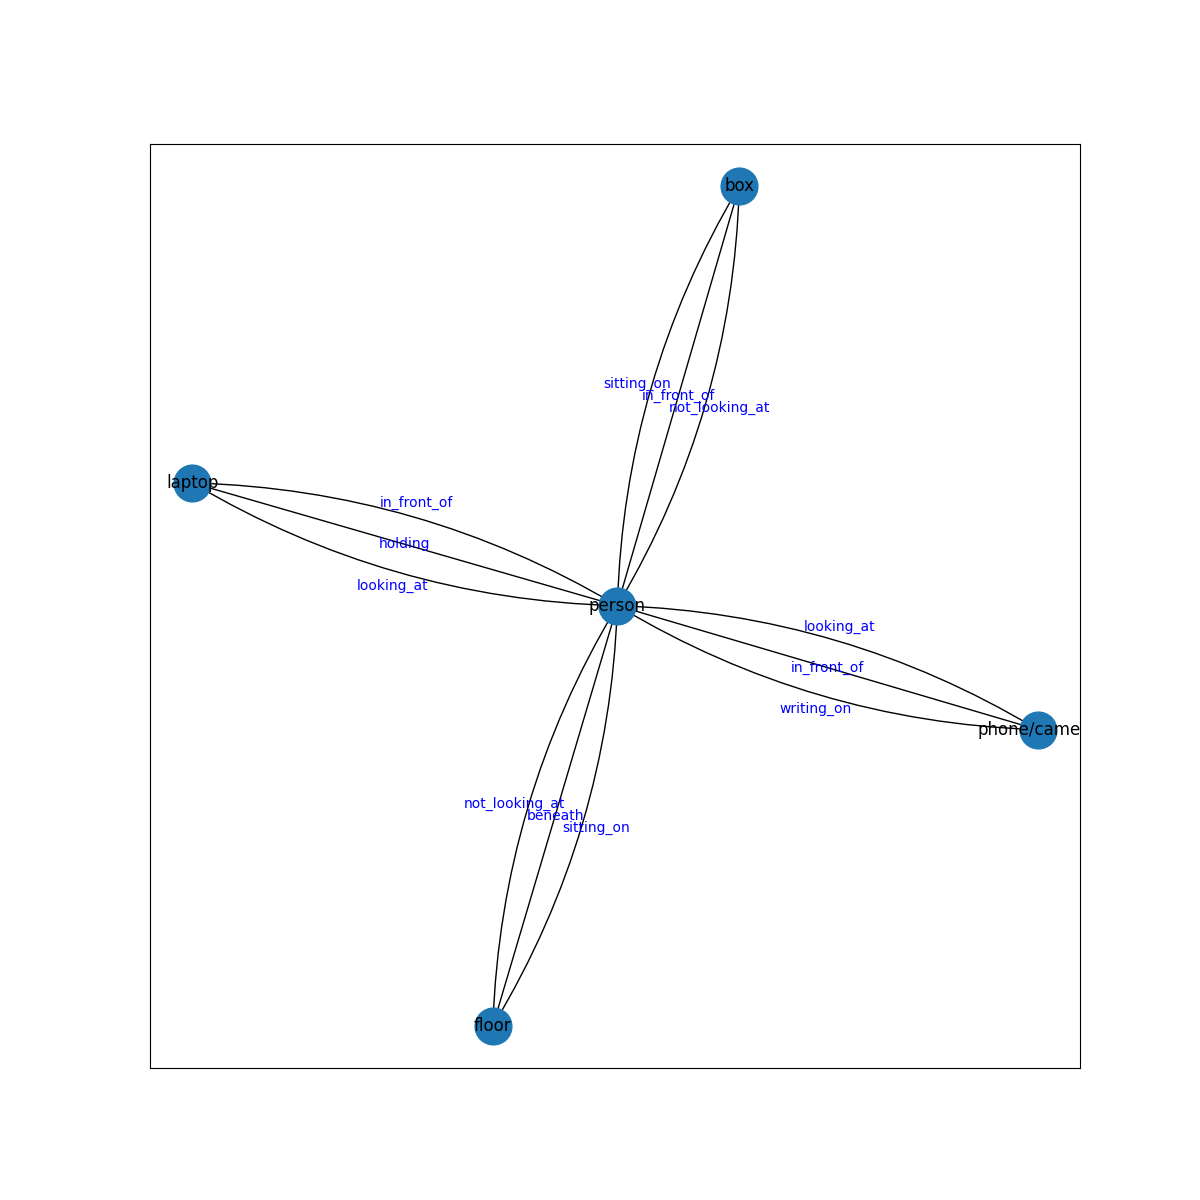 box
sitting_on
in_front_of
not_looking_at
laptop
in_front_of
holding
looking_at
person
looking_at
in_front_of
writing_on
phone/came
not_looking_at
beneath
sitting_on
floor